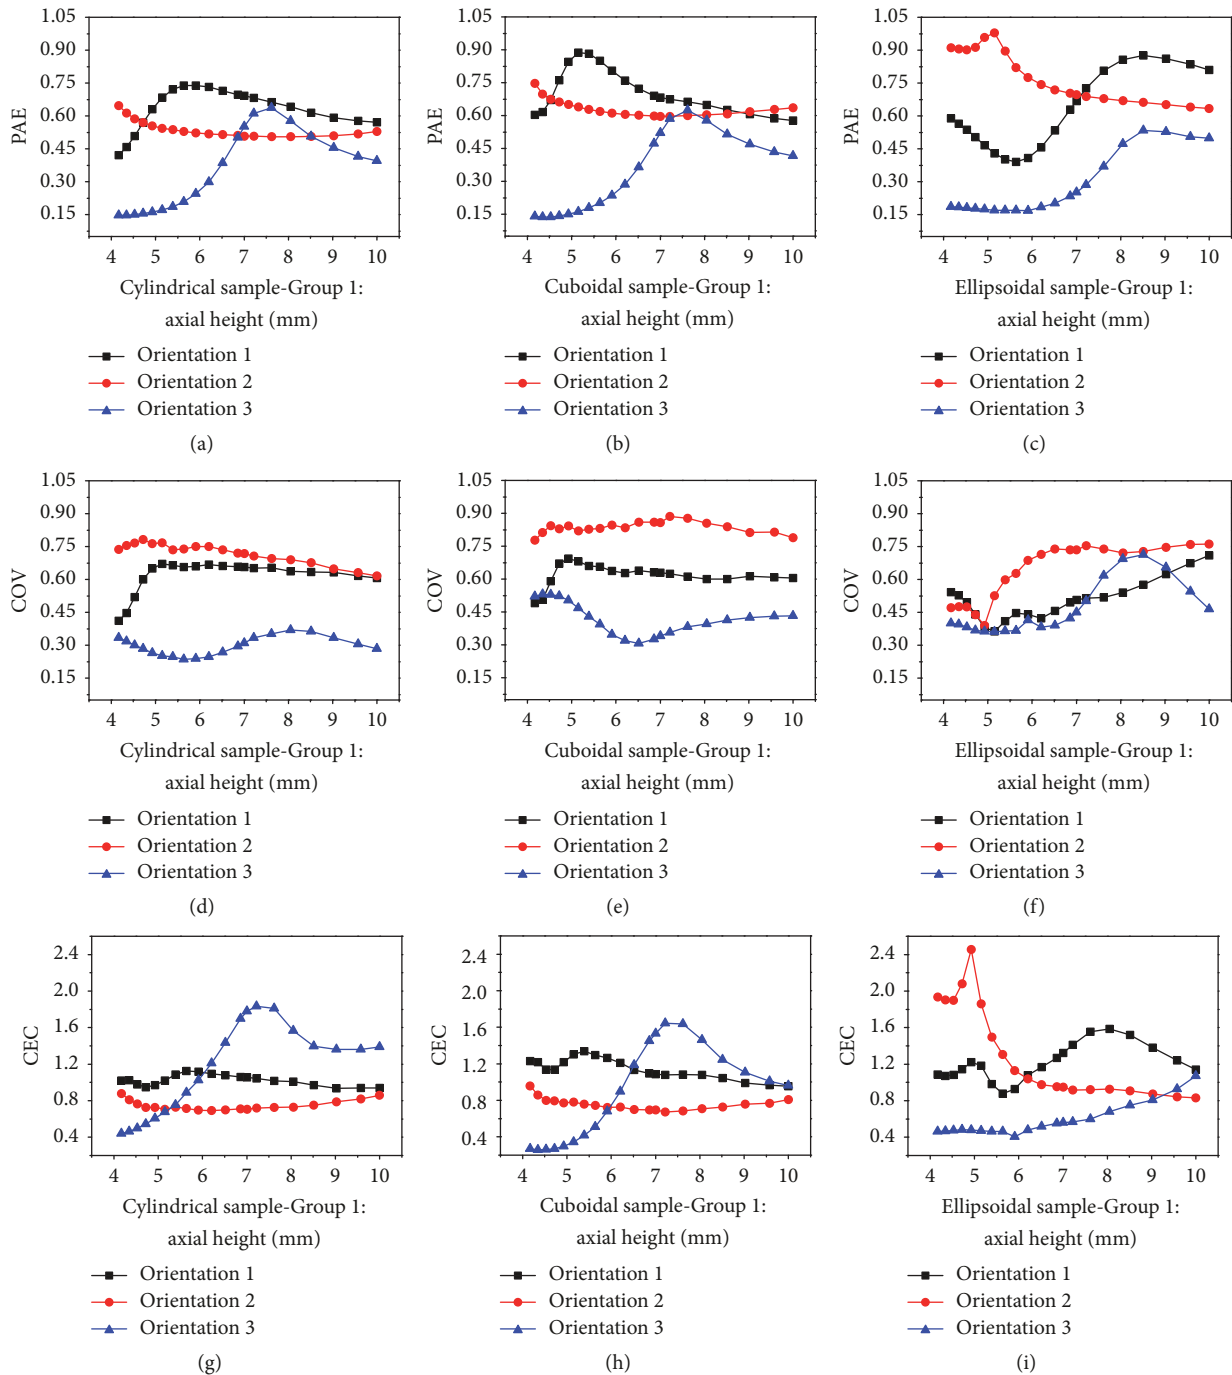 1.05
0.90
0.75
0.60
0.45
0.30
0.15
PAE
4 5 6 7 8 9 10
Cylindrical sample-Group 1:
axial height (mm)
Orientation 1
Orientation 2
Orientation 3
(a)
1.05
0.90
0.75
0.60
0.45
0.30
0.15
PAE
4 5 6 7 8 9 10
Cuboidal sample-Group 1:
axial height (mm)
Orientation 1
Orientation 2
Orientation 3
(b)
1.05
0.90
0.75
0.60
0.45
0.30
0.15
PAE
4 5 6 7 8 9 10
Ellipsoidal sample-Group 1:
axial height (mm)
Orientation 1
Orientation 2
Orientation 3
(c)
1.05
0.90
0.75
0.60
0.45
0.30
0.15
COV
4 5 6 7 8 9 10
Cylindrical sample-Group 1:
axial height (mm)
Orientation 1
Orientation 2
Orientation 3
(d)
1.05
0.90
0.75
0.60
0.45
0.30
0.15
COV
4 5 6 7 8 9 10
Cuboidal sample-Group 1:
axial height (mm)
Orientation 1
Orientation 2
Orientation 3
(e)
1.05
0.90
0.75
0.60
0.45
0.30
0.15
COV
4 5 6 7 8 9 10
Ellipsoidal sample-Group 1:
axial height (mm)
Orientation 1
Orientation 2
Orientation 3
(f)
2.4
2.0
1.6
1.2
0.8
0.4
CEC
4 5 6 7 8 9 10
Cylindrical sample-Group 1:
axial height (mm)
Orientation 1
Orientation 2
Orientation 3
(g)
2.4
2.0
1.6
1.2
0.8
0.4
CEC
4 5 6 7 8 9 10
Cuboidal sample-Group 1:
axial height (mm)
Orientation 1
Orientation 2
Orientation 3
(h)
2.4
2.0
1.6
1.2
0.8
0.4
CEC
4 5 6 7 8 9 10
Ellipsoidal sample-Group 1:
axial height (mm)
Orientation 1
Orientation 2
Orientation 3
(i)